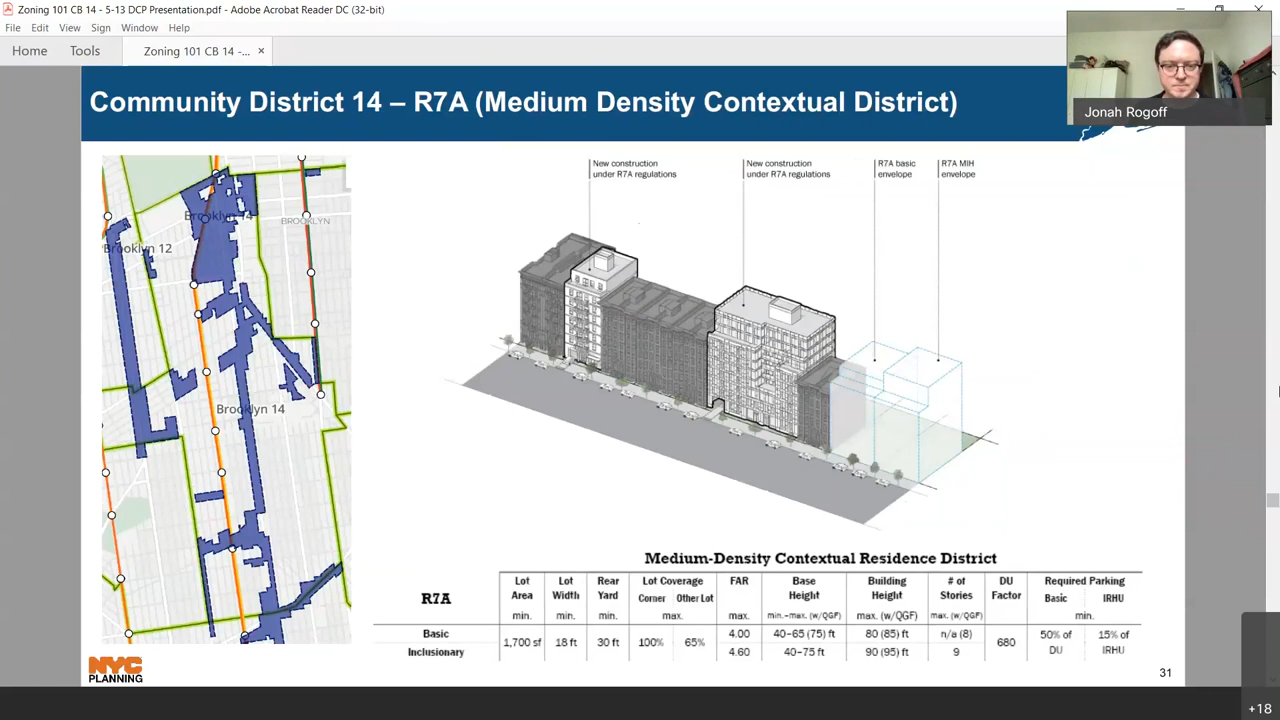 Zoning 101 CB 14 - 5-13 DCP Presentation.pdf - Adobe Acrobat Reader DC (32-bit)
File Edit View Sign Window Help
Home Tools Zoning 101 CB 14 -... ×
Jonah Rogoff
Community District 14 – R7A (Medium Density Contextual District)
Brooklyn 14
BROOKLYN
Brooklyn 12
Brooklyn 14
New construction
under R7A regulations
New construction
under R7A regulations
R7A basic
envelope
R7A MIH
envelope
Medium-Density Contextual Residence District
R7A
Lot Area Lot Width Rear Yard Lot Coverage FAR Base Height Building Height # of Stories DU Factor Required Parking
Corner Other Lot Basic IRHU
min. min. min. max. max. min.–max. (w/QGF) max. (w/QGF) max. (w/QGF) min.
Basic 1,700 sf 18 ft 30 ft 100% 65% 4.00 40–65 (75) ft 80 (85) ft n/a (8) 680 50% of DU 15% of IRHU
Inclusionary 4.60 40–75 ft 90 (95) ft 9
NYC
PLANNING
31
+18